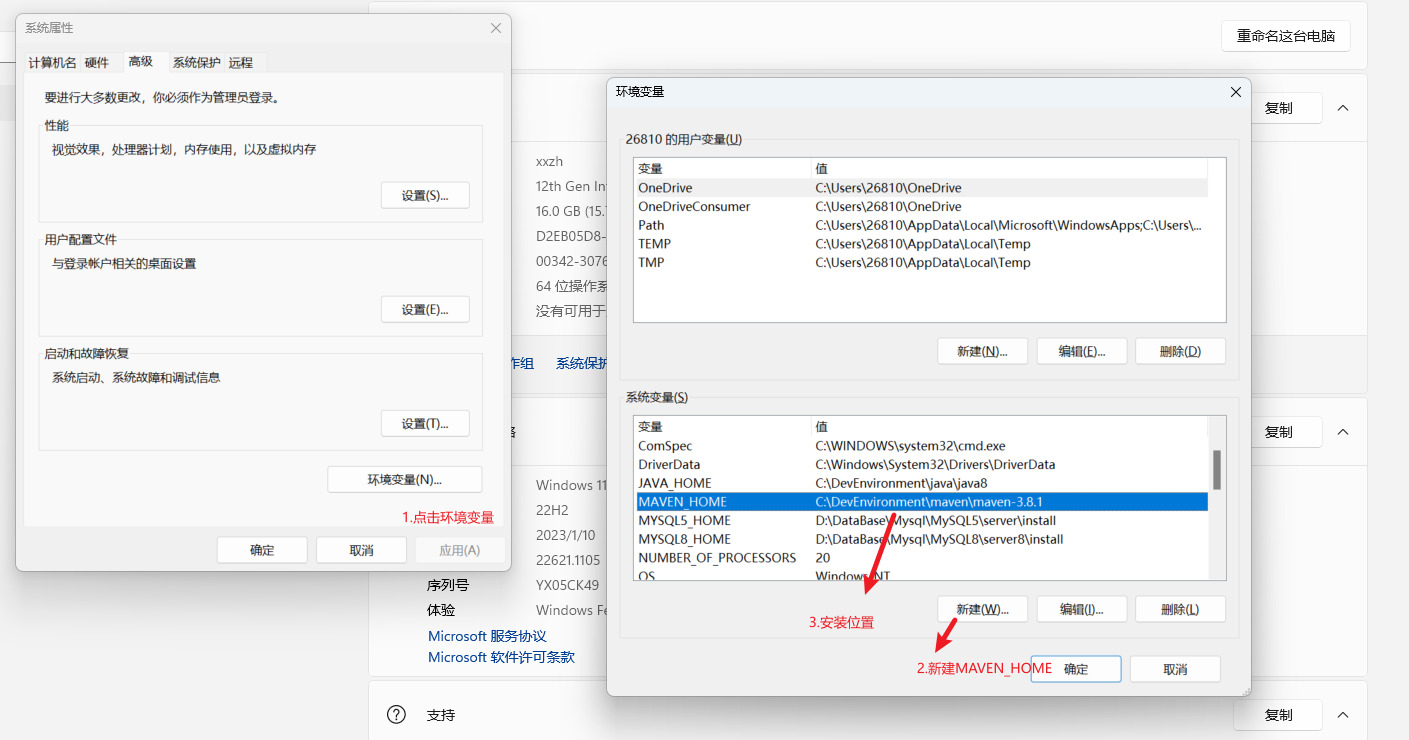 系统属性
计算机名 硬件 高级 系统保护 远程
要进行大多数更改，你必须作为管理员登录。
性能
视觉效果，处理器计划，内存使用，以及虚拟内存
设置(S)...
用户配置文件
与登录帐户相关的桌面设置
设置(E)...
启动和故障恢复
系统启动、系统故障和调试信息
设置(T)...
环境变量(N)...
1.点击环境变量
确定 取消 应用(A)
重命名这台电脑
复制
xxzh
12th Gen In
16.0 GB (15.
D2EB05D8-
00342-3076
64 位操作系
没有可用于
作组 系统保护
复制
Windows 11
22H2
2023/1/10
22621.1105
序列号 YX05CK49
体验 Windows Fe
Microsoft 服务协议
Microsoft 软件许可条款
支持
复制
环境变量
26810 的用户变量(U)
变量 值
OneDrive C:\Users\26810\OneDrive
OneDriveConsumer C:\Users\26810\OneDrive
Path C:\Users\26810\AppData\Local\Microsoft\WindowsApps;C:\Users\...
TEMP C:\Users\26810\AppData\Local\Temp
TMP C:\Users\26810\AppData\Local\Temp
新建(N)... 编辑(E)... 删除(D)
系统变量(S)
变量 值
ComSpec C:\WINDOWS\system32\cmd.exe
DriverData C:\Windows\System32\Drivers\DriverData
JAVA_HOME C:\DevEnvironment\java\java8
MAVEN_HOME C:\DevEnvironment\maven\maven-3.8.1
MYSQL5_HOME D:\DataBase\Mysql\MySQL5\server\install
MYSQL8_HOME D:\DataBase\Mysql\MySQL8\server8\install
NUMBER_OF_PROCESSORS 20
OS Windows_NT
新建(W)... 编辑(I)... 删除(L)
3.安装位置
2.新建MAVEN_HOME
确定 取消